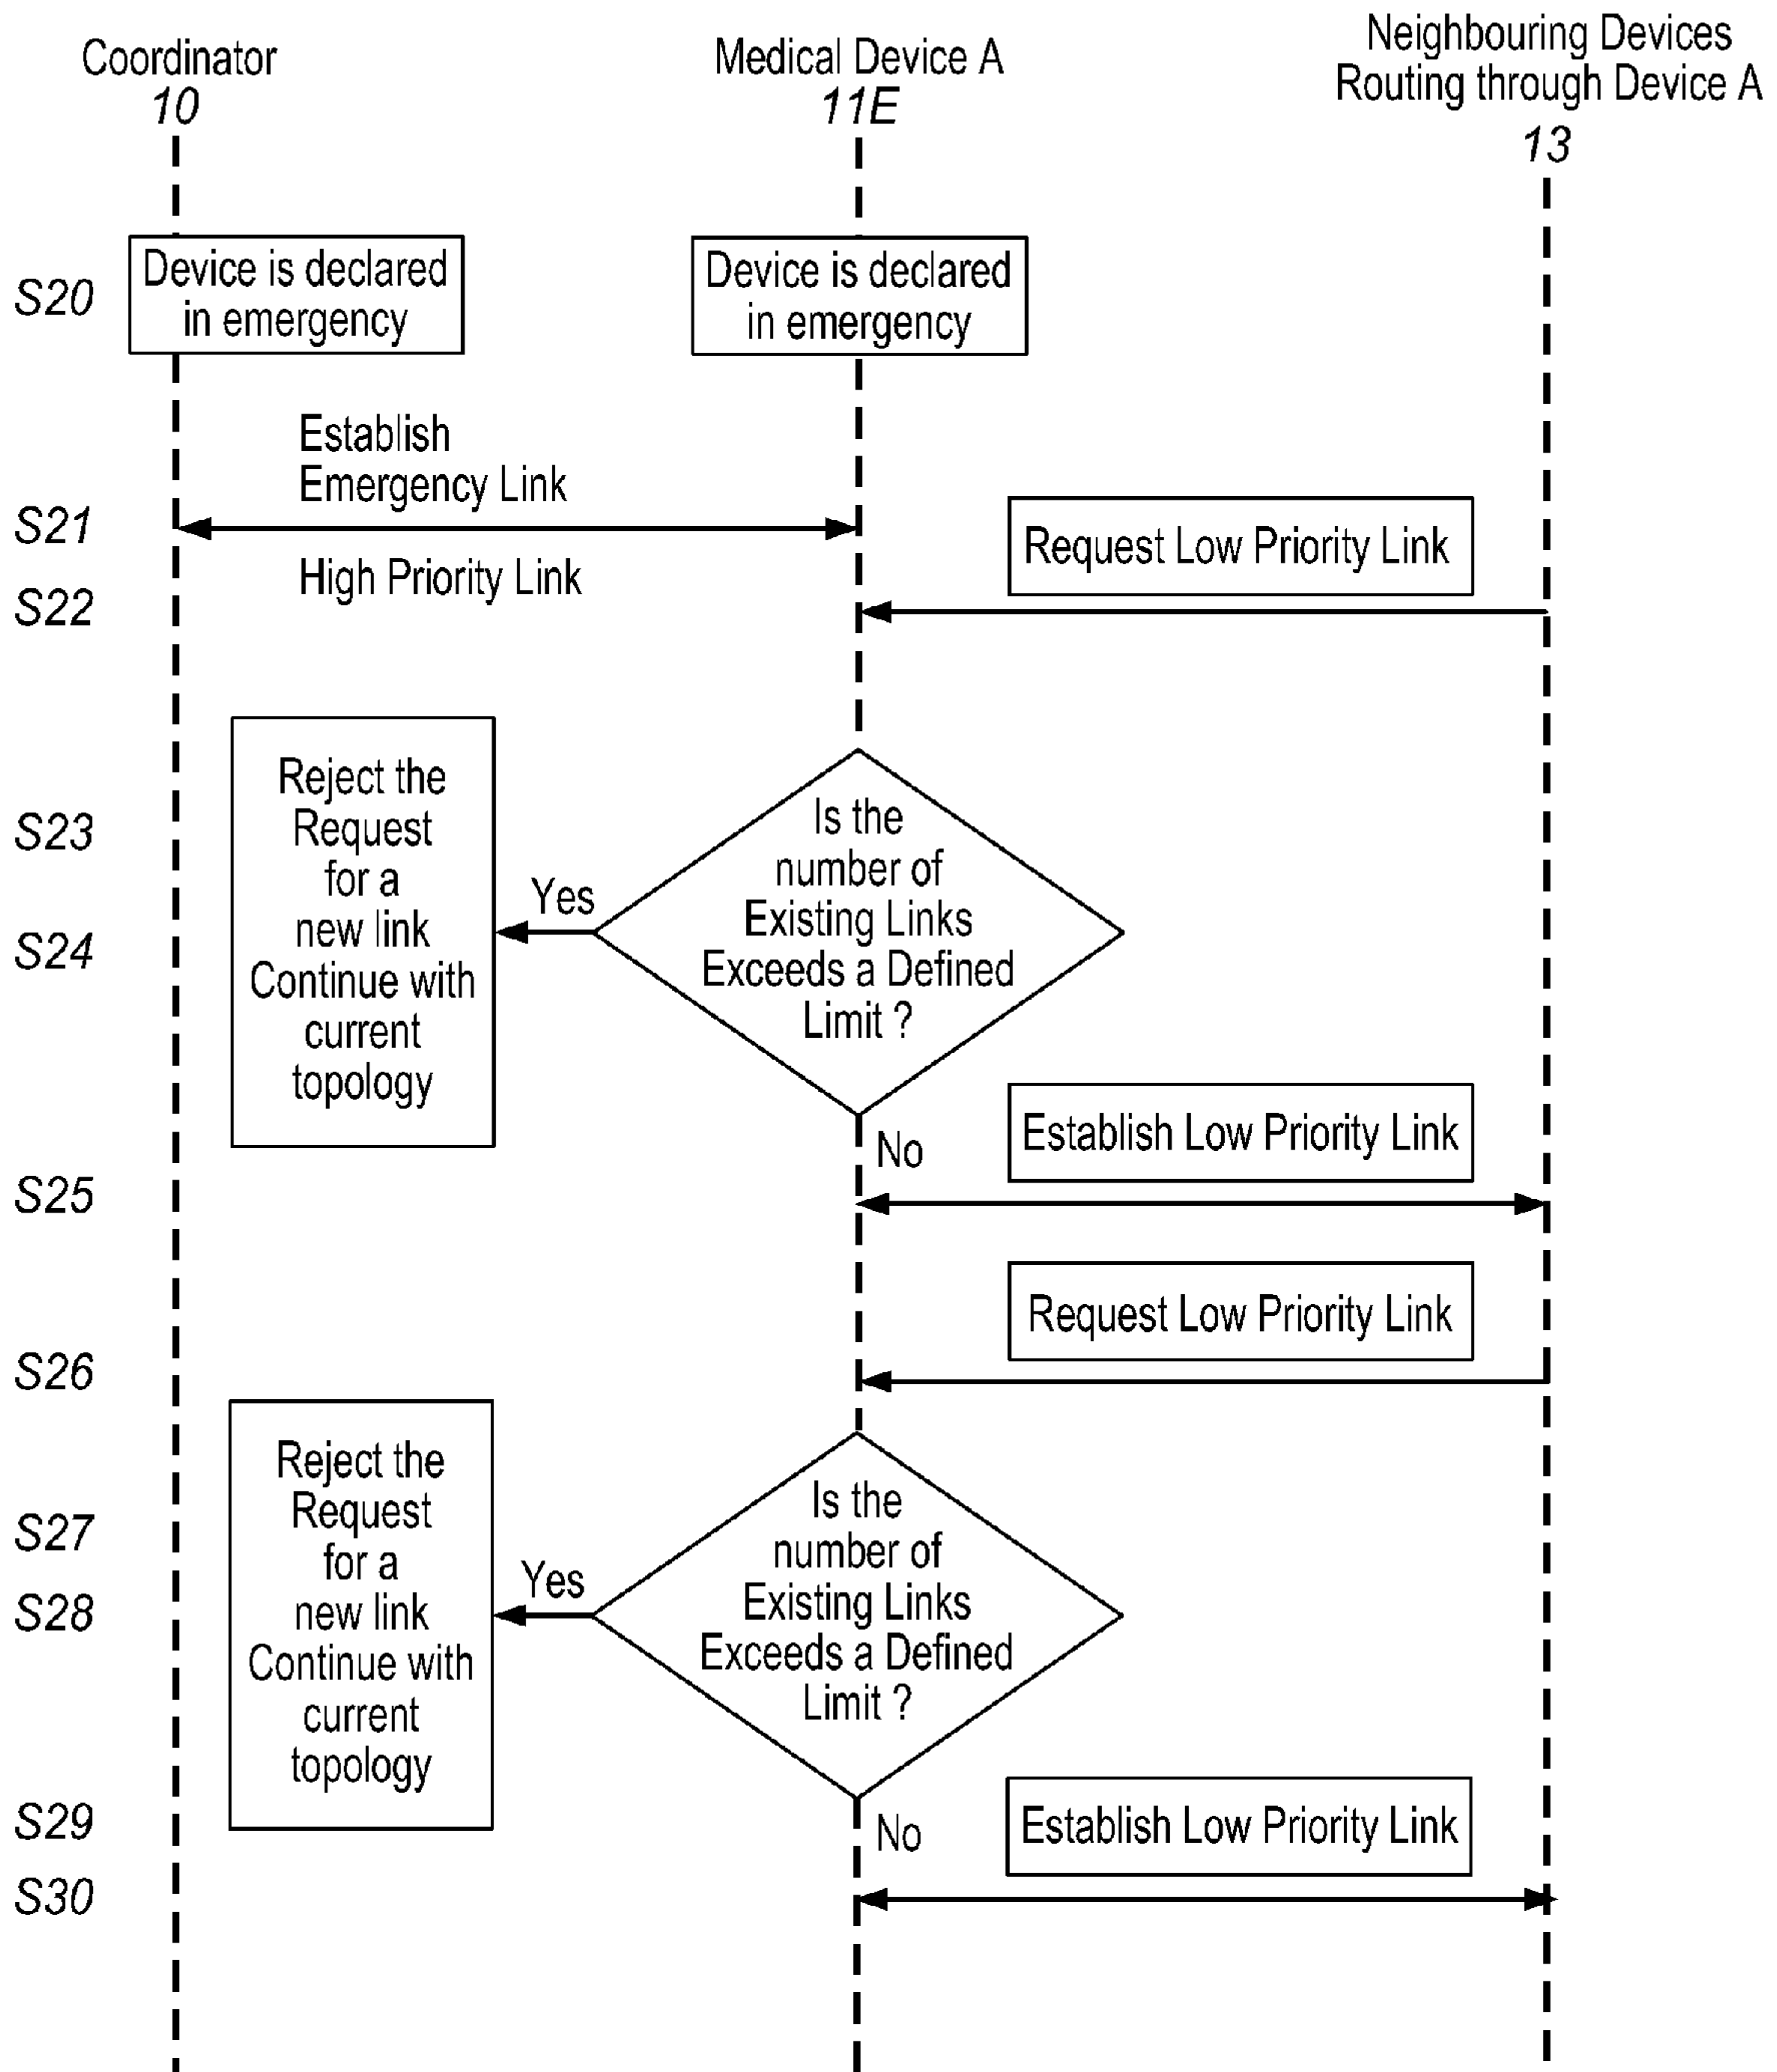 Coordinator
10
Medical Device A
11E
Neighbouring Devices
Routing through Device A
13
S20
Device is declared
in emergency
Device is declared
in emergency
Establish
Emergency Link
S21
High Priority Link
Request Low Priority Link
S22
S23
S24
Reject the
Request
for a
new link
Continue with
current
topology
Yes
Is the
number of
Existing Links
Exceeds a Defined
Limit ?
No
Establish Low Priority Link
S25
Request Low Priority Link
S26
S27
S28
Reject the
Request
for a
new link
Continue with
current
topology
Yes
Is the
number of
Existing Links
Exceeds a Defined
Limit ?
S29
No
Establish Low Priority Link
S30